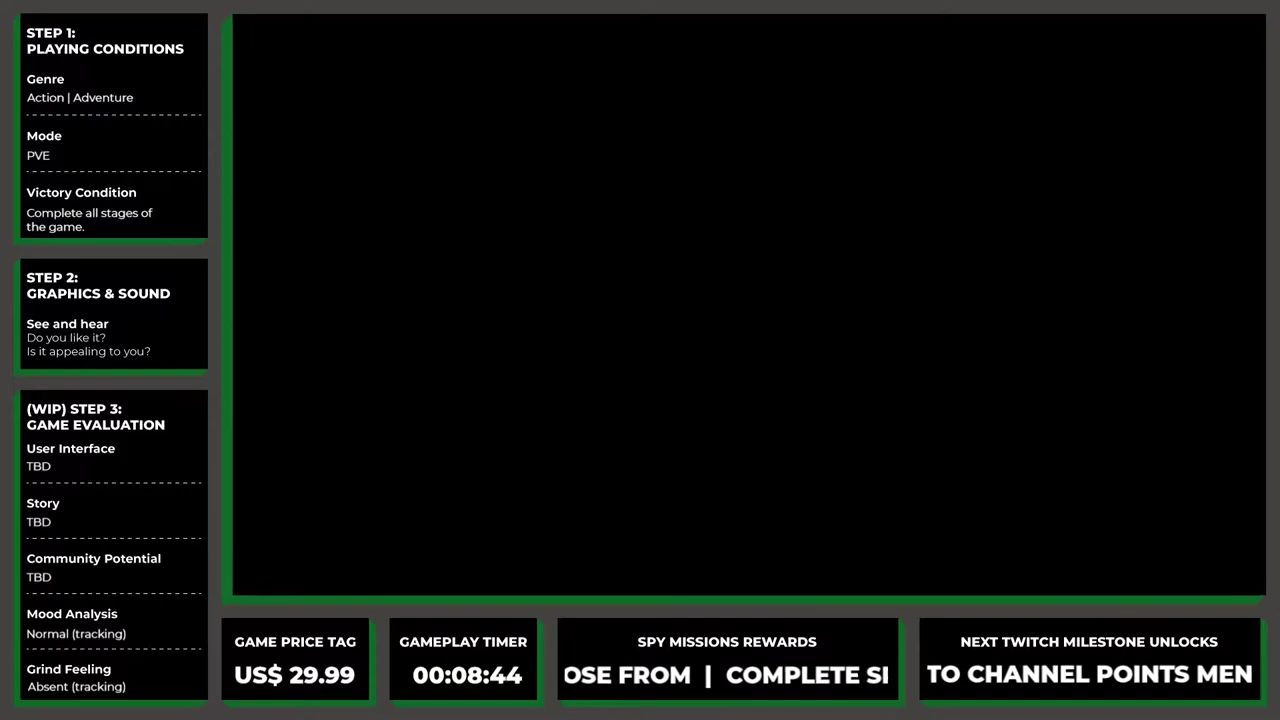 STEP 1:
PLAYING CONDITIONS
Genre
Action | Adventure
Mode
PVE
Victory Condition
Complete all stages of
the game.
STEP 2:
GRAPHICS & SOUND
See and hear
Do you like it?
Is it appealing to you?
(WIP) STEP 3:
GAME EVALUATION
User Interface
TBD
Story
TBD
Community Potential
TBD
Mood Analysis
Normal (tracking)
Grind Feeling
Absent (tracking)
GAME PRICE TAG
US$ 29.99
GAMEPLAY TIMER
00:08:44
SPY MISSIONS REWARDS
OSE FROM | COMPLETE SI
NEXT TWITCH MILESTONE UNLOCKS
TO CHANNEL POINTS MEN